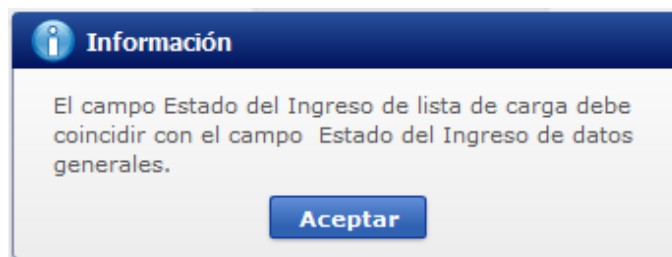 Información
El campo Estado del Ingreso de lista de carga debe
coincidir con el campo  Estado del Ingreso de datos
generales.
Aceptar